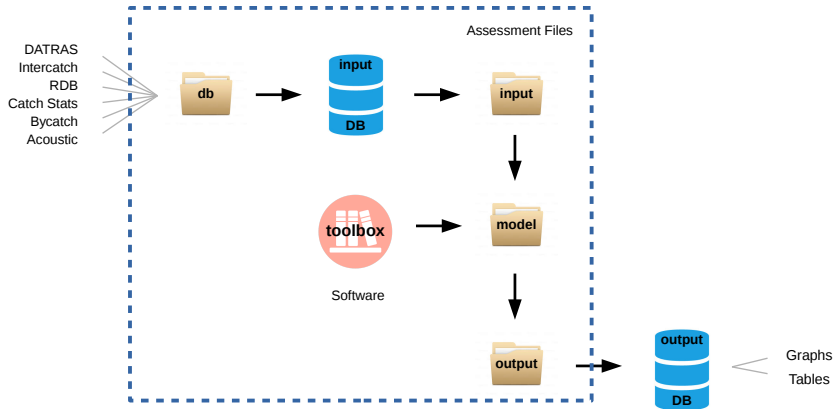 Assessment Files
DATRAS
Intercatch
RDB
Catch Stats
Bycatch
Acoustic
db
input
DB
input
toolbox
Software
model
output
output
DB
Graphs
Tables